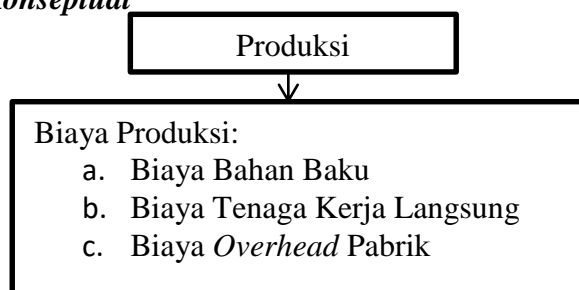 Produksi
Biaya Produksi:
a. Biaya Bahan Baku
b. Biaya Tenaga Kerja Langsung
c. Biaya Overhead Pabrik